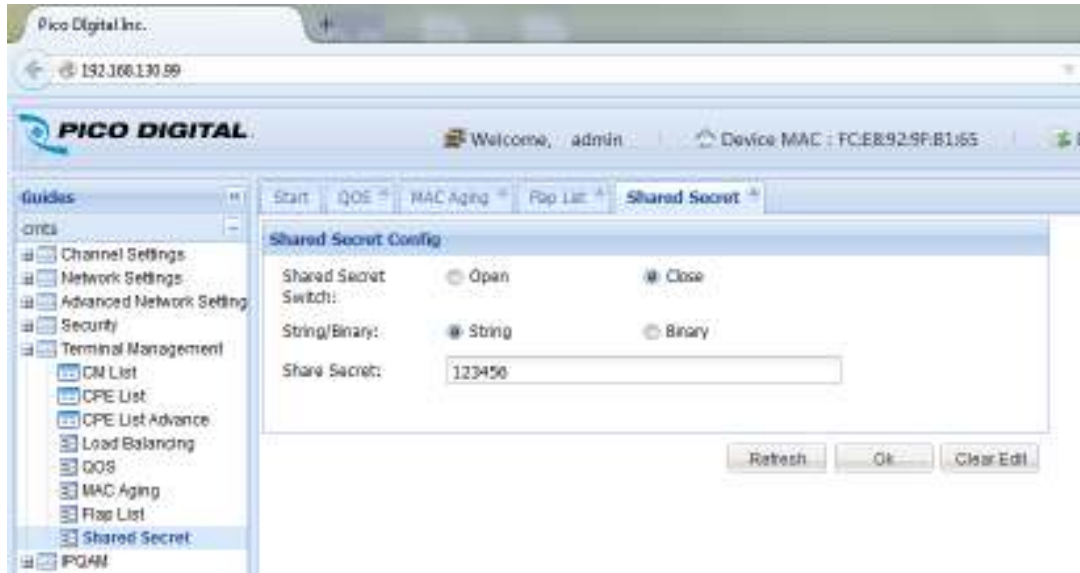 Pico Digital Inc.
192.168.130.99
PICO DIGITAL
Welcome, admin
Device MAC : FC:E8:92:9F:B1:65
Guides
Start
QOS
MAC Aging
Flap List
Shared Secret
cmts
Channel Settings
Network Settings
Advanced Network Setting
Security
Terminal Management
CM List
CPE List
CPE List Advance
Load Balancing
QOS
MAC Aging
Flap List
Shared Secret
IPQAM
Shared Secret Config
Shared Secret Switch:
Open
Close
String/Binary:
String
Binary
Share Secret:
123456
Refresh
Ok
Clear Edit